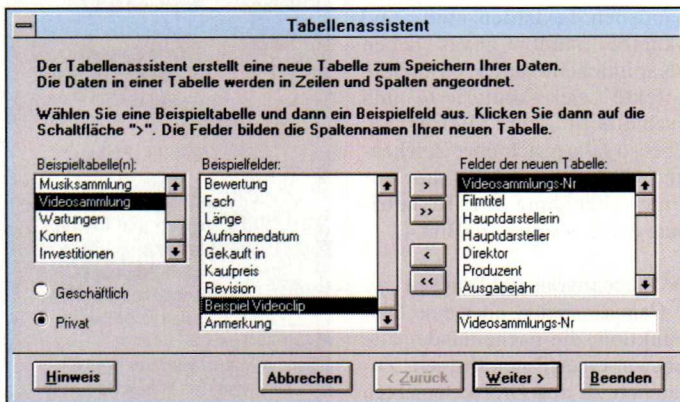 Tabellenassistent
Der Tabellenassistent erstellt eine neue Tabelle zum Speichern Ihrer Daten.
Die Daten in einer Tabelle werden in Zeilen und Spalten angeordnet.
Wählen Sie eine Beispieltabelle und dann ein Beispielfeld aus. Klicken Sie dann auf die
Schaltfläche ">". Die Felder bilden die Spaltennamen Ihrer neuen Tabelle.
Beispieltabelle(n):
Musiksammlung
Videosammlung
Wartungen
Konten
Investitionen
Geschäftlich
Privat
Beispielfelder:
Bewertung
Fach
Länge
Aufnahmedatum
Gekauft in
Kaufpreis
Revision
Beispiel Videoclip
Anmerkung
>
>>
<
<<
Felder der neuen Tabelle:
Videosammlungs-Nr
Filmtitel
Hauptdarstellerin
Hauptdarsteller
Direktor
Produzent
Ausgabejahr
Videosammlungs-Nr
Hinweis
Abbrechen
< Zurück
Weiter >
Beenden